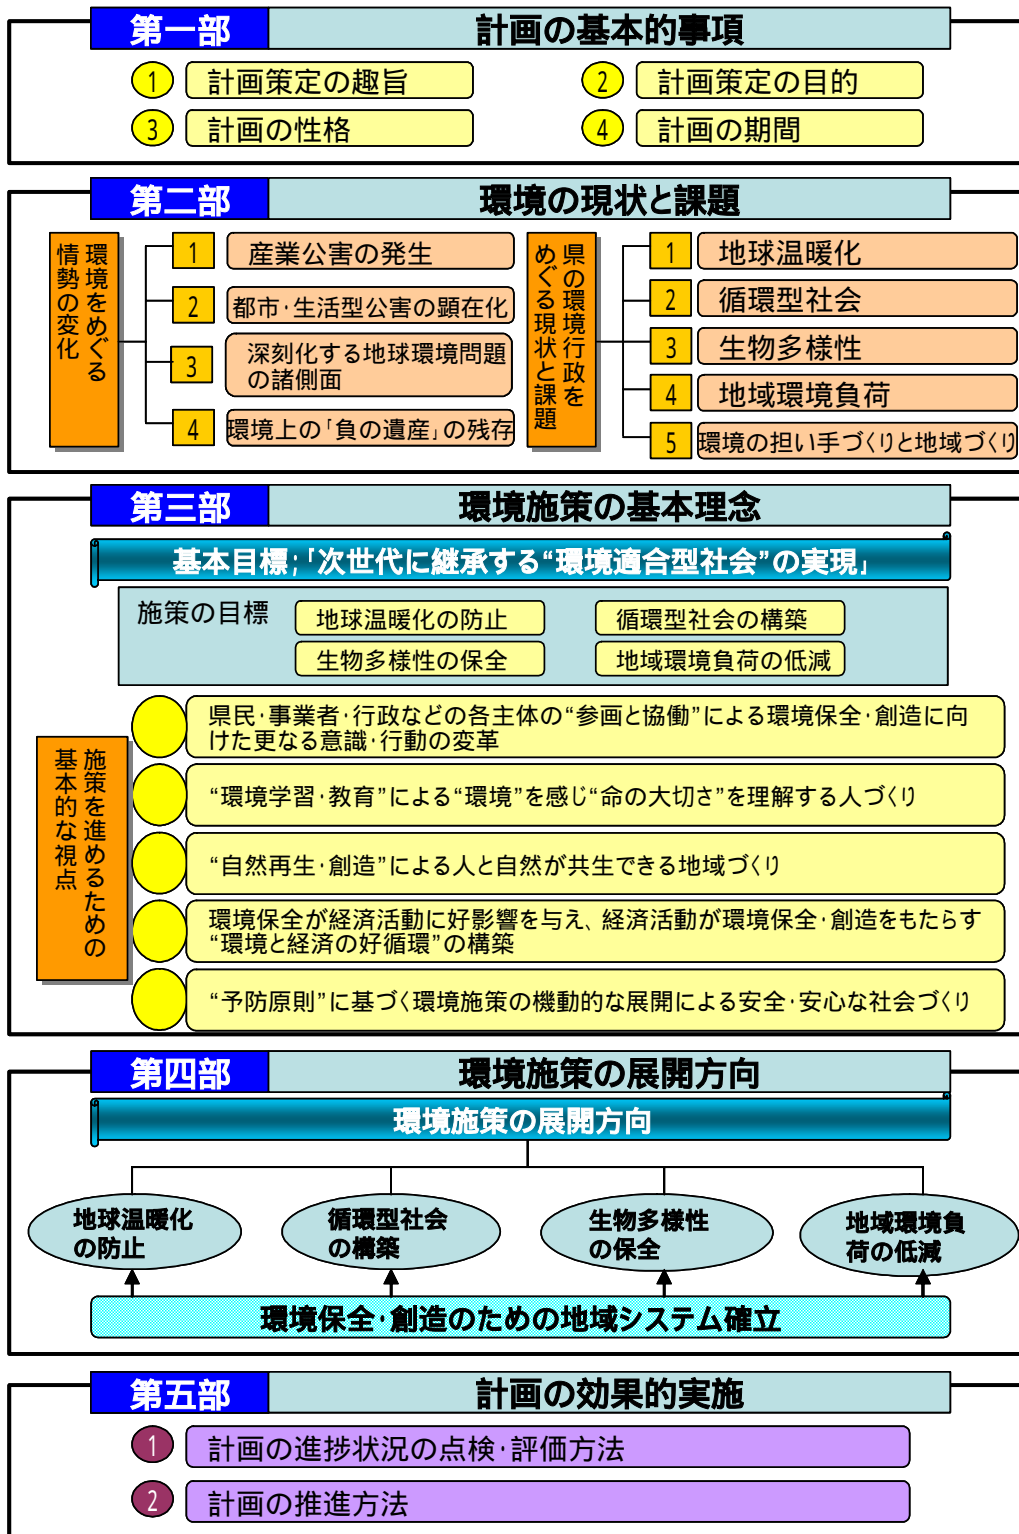 第一部
計画の基本的事項
1
計画策定の趣旨
2
計画策定の目的
3
計画の性格
4
計画の期間
第二部
環境の現状と課題
環境をめぐる
情勢の変化
1
産業公害の発生
2
都市･生活型公害の顕在化
3
深刻化する地球環境問題
の諸側面
4
環境上の｢負の遺産｣の残存
県の環境行政を
めぐる現状と課題
1
地球温暖化
2
循環型社会
3
生物多様性
4
地域環境負荷
5
環境の担い手づくりと地域づくり
第三部
環境施策の基本理念
基本目標;｢次世代に継承する“環境適合型社会”の実現｣
施策の目標
地球温暖化の防止
循環型社会の構築
生物多様性の保全
地域環境負荷の低減
施策を進めるための
基本的な視点
県民･事業者･行政などの各主体の“参画と協働”による環境保全･創造に向
けた更なる意識･行動の変革
“環境学習･教育”による“環境”を感じ“命の大切さ”を理解する人づくり
“自然再生･創造”による人と自然が共生できる地域づくり
環境保全が経済活動に好影響を与え、経済活動が環境保全･創造をもたらす
“環境と経済の好循環”の構築
“予防原則”に基づく環境施策の機動的な展開による安全･安心な社会づくり
第四部
環境施策の展開方向
環境施策の展開方向
地球温暖化
の防止
循環型社会
の構築
生物多様性
の保全
地域環境負
荷の低減
環境保全･創造のための地域システム確立
第五部
計画の効果的実施
1
計画の進捗状況の点検･評価方法
2
計画の推進方法